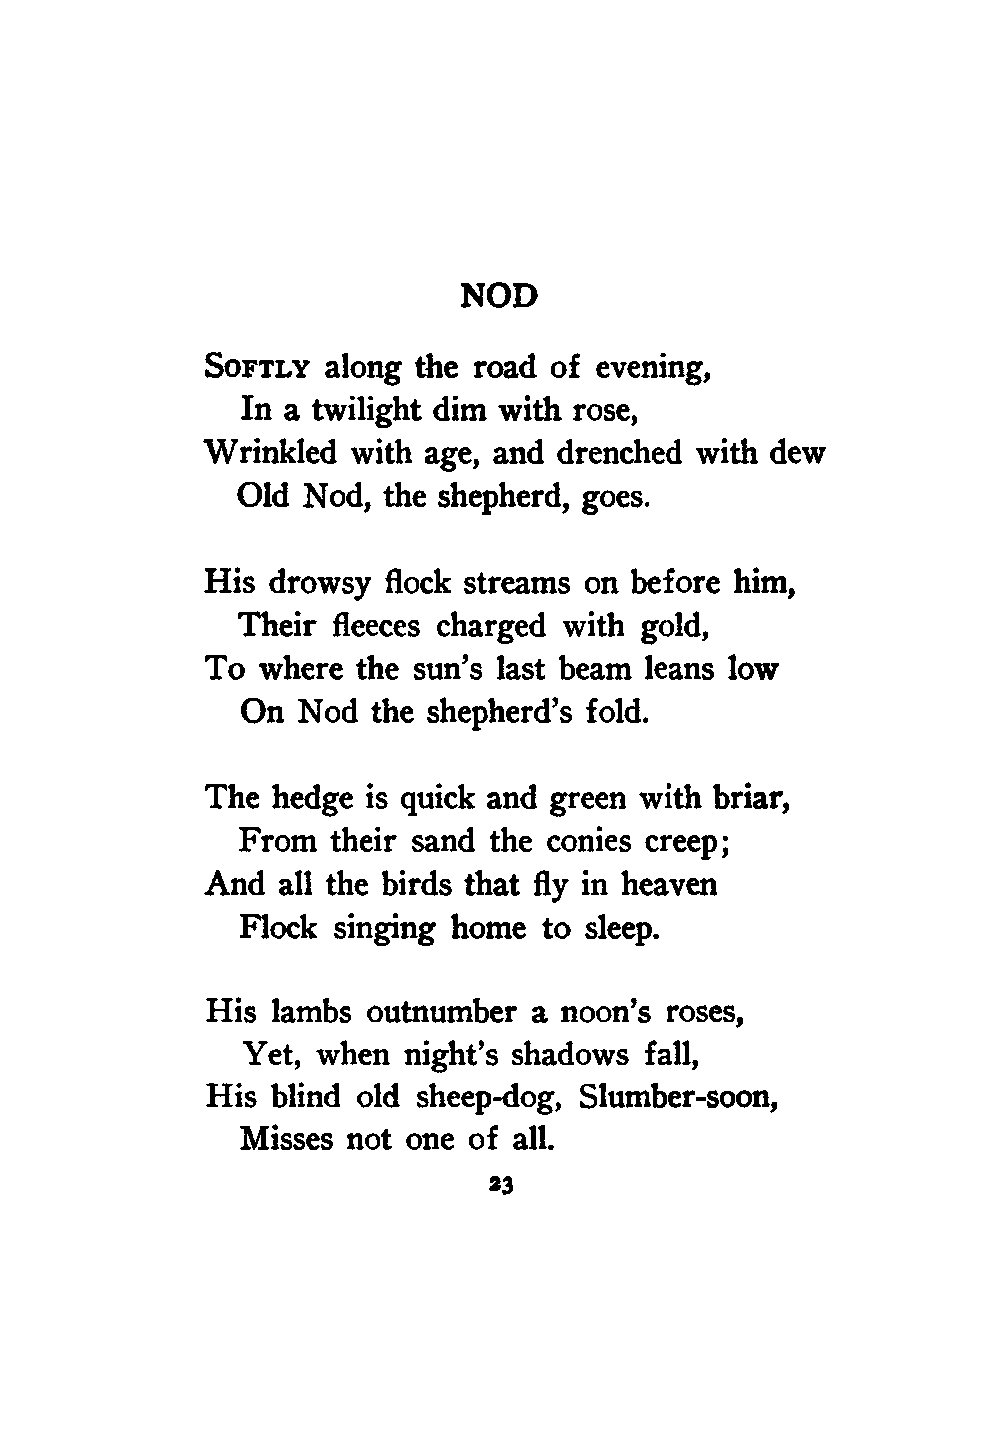 NOD
Softly along the road of evening,
In a twilight dim with rose,
Wrinkled with age, and drenched with dew
Old Nod, the shepherd, goes.
His drowsy flock streams on before him,
Their fleeces charged with gold,
To where the sun's last beam leans low
On Nod the shepherd's fold.
The hedge is quick and green with briar,
From their sand the conies creep;
And all the birds that fly in heaven
Flock singing home to sleep.
His lambs outnumber a noon's roses,
Yet, when night's shadows fall,
His blind old sheep-dog, Slumber-soon,
Misses not one of all.
23